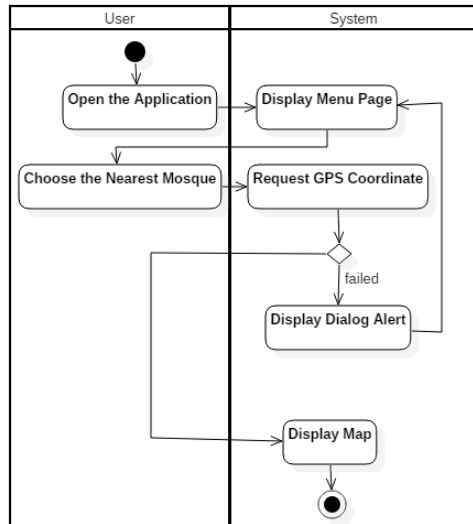 User
System
Open the Application
Display Menu Page
Choose the Nearest Mosque
Request GPS Coordinate
failed
Display Dialog Alert
Display Map